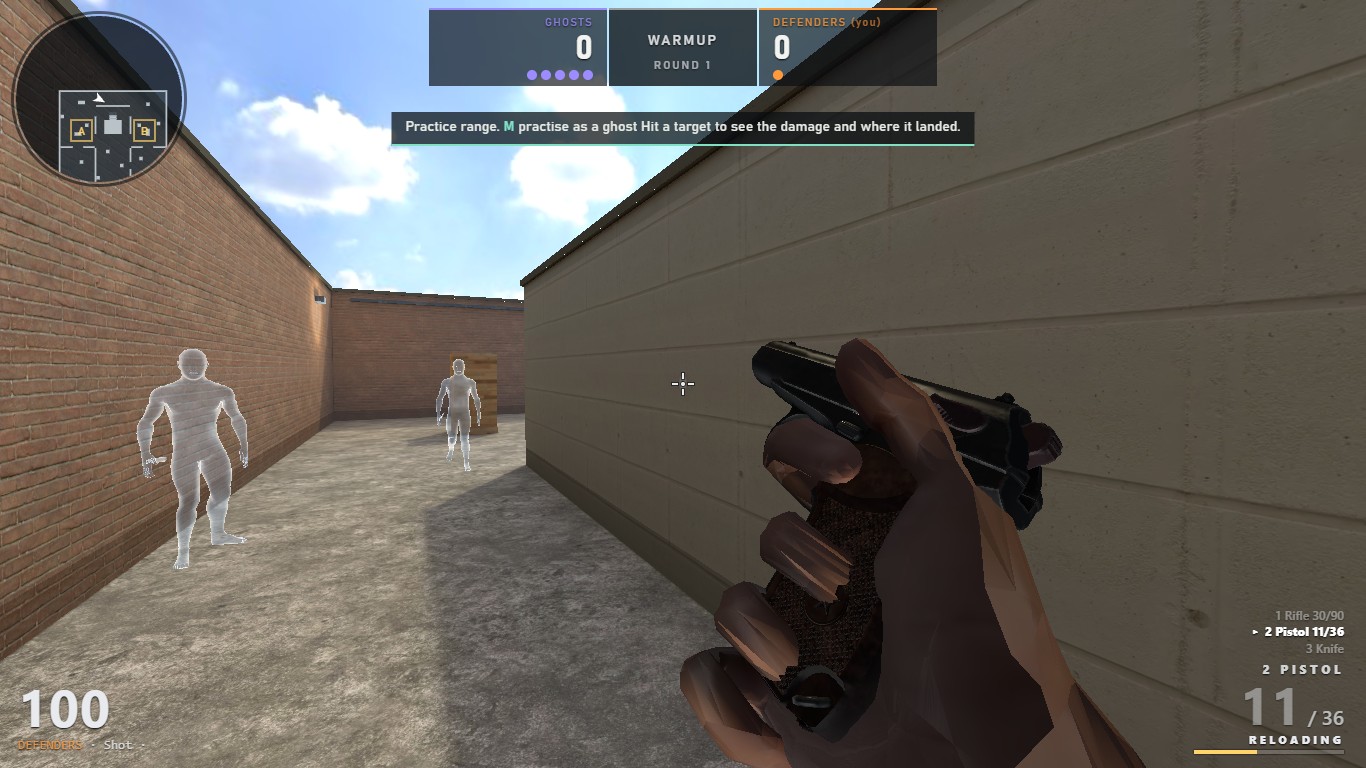 GHOSTS
0
WARMUP
ROUND 1
DEFENDERS (you)
0
Practice range. M practise as a ghost Hit a target to see the damage and where it landed.
A
B
1 Rifle 30/90
▸ 2 Pistol 11/36
3 Knife
2 PISTOL
11 / 36
RELOADING
100
DEFENDERS · Shot ·